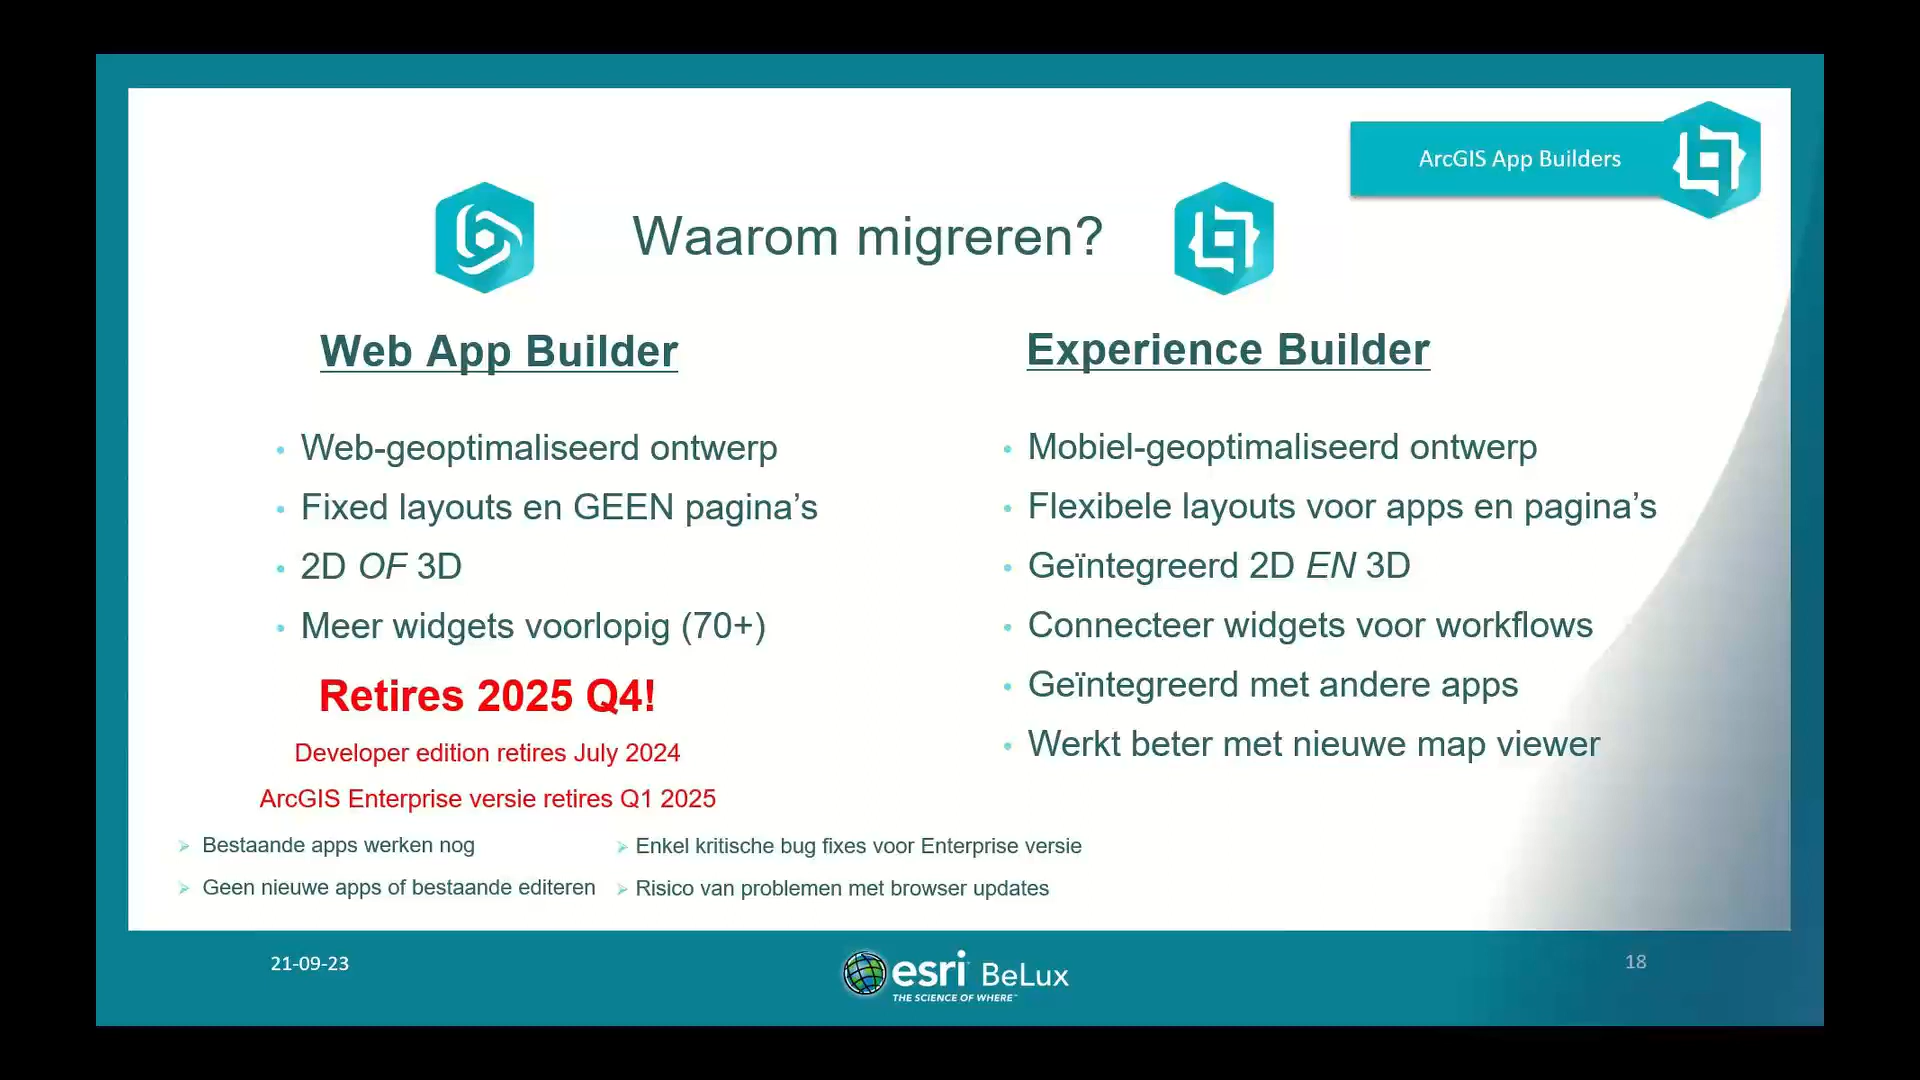 ArcGIS App Builders
Waarom migreren?
Web App Builder
Web-geoptimaliseerd ontwerp
Fixed layouts en GEEN pagina’s
2D OF 3D
Meer widgets voorlopig (70+)
Retires 2025 Q4!
Developer edition retires July 2024
ArcGIS Enterprise versie retires Q1 2025
Experience Builder
Mobiel-geoptimaliseerd ontwerp
Flexibele layouts voor apps en pagina’s
Geïntegreerd 2D EN 3D
Connecteer widgets voor workflows
Geïntegreerd met andere apps
Werkt beter met nieuwe map viewer
Bestaande apps werken nog
Geen nieuwe apps of bestaande editeren
Enkel kritische bug fixes voor Enterprise versie
Risico van problemen met browser updates
21-09-23
esri BeLux
THE SCIENCE OF WHERE™
18